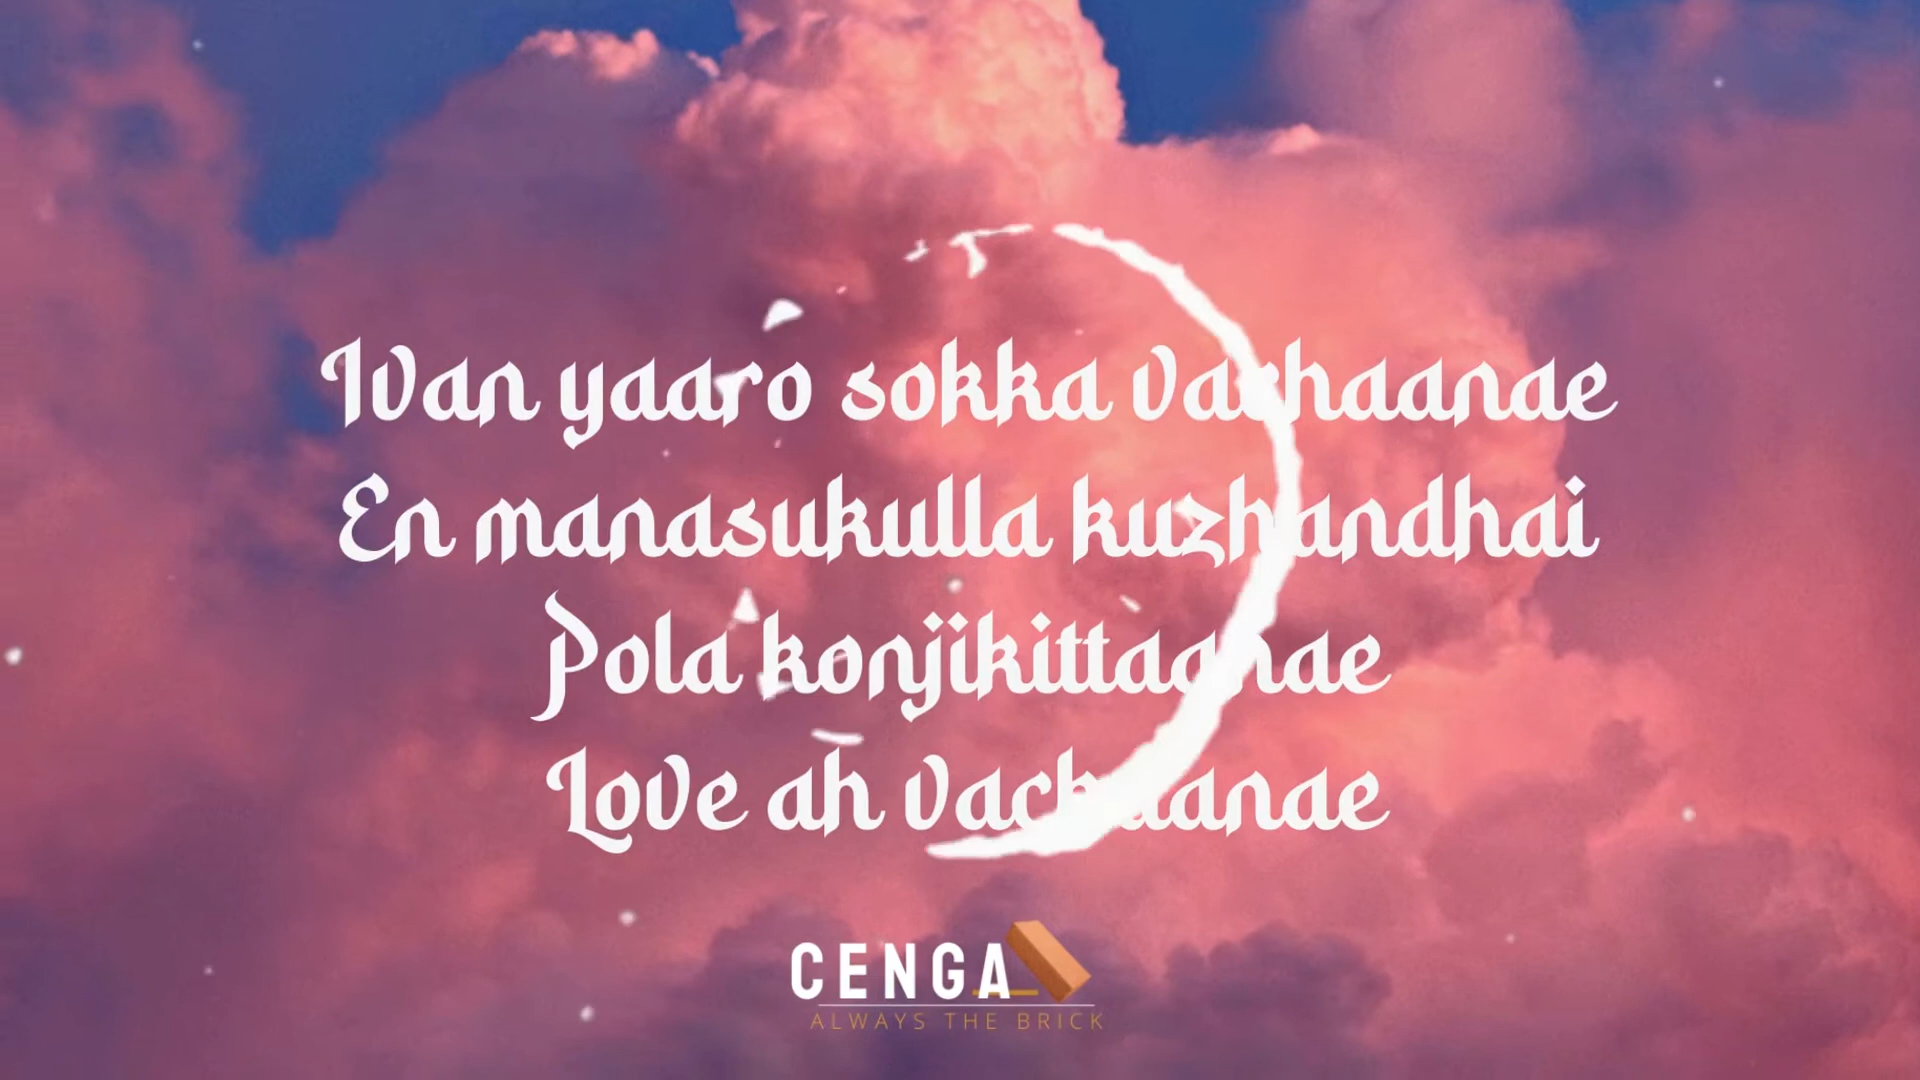 Ivan yaaro sokka vachaanae
En manasukulla kuzhandhai
Pola konjikittaanae
Love ah vachaanae
CENGA
ALWAYS THE BRICK